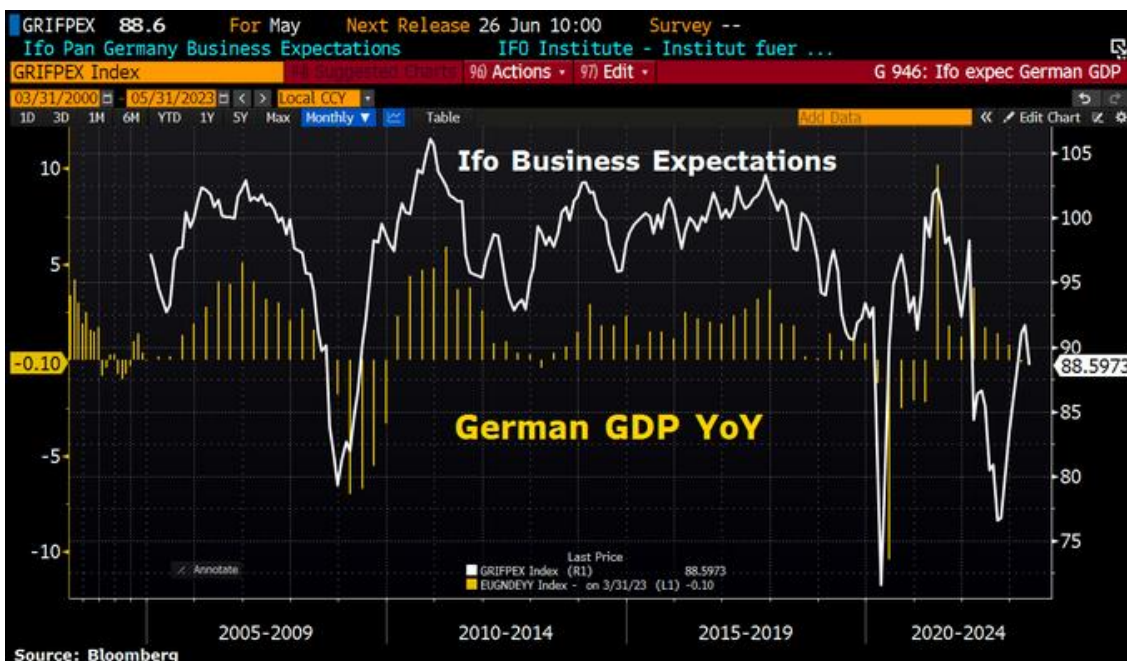 GRIFPEX 88.6 For May Next Release 26 Jun 10:00 Survey --
Ifo Pan Germany Business Expectations IFO Institute - Institut fuer ...
GRIFPEX Index 94) Suggested Charts 96) Actions 97) Edit G 946: Ifo expec German GDP
03/31/2000 - 05/31/2023 < > Local CCY
1D 3D 1M 6M YTD 1Y 5Y Max Monthly ▼ Table Add Data « Edit Chart
Ifo Business Expectations
10
5
-0.10
-5
-10
105
100
95
90
88.5973
85
80
75
German GDP YoY
Annotate
Last Price
GRIFPEX Index (R1) 88.5973
EUGNDEYY Index - on 3/31/23 (L1) -0.10
2005-2009 2010-2014 2015-2019 2020-2024
Source: Bloomberg